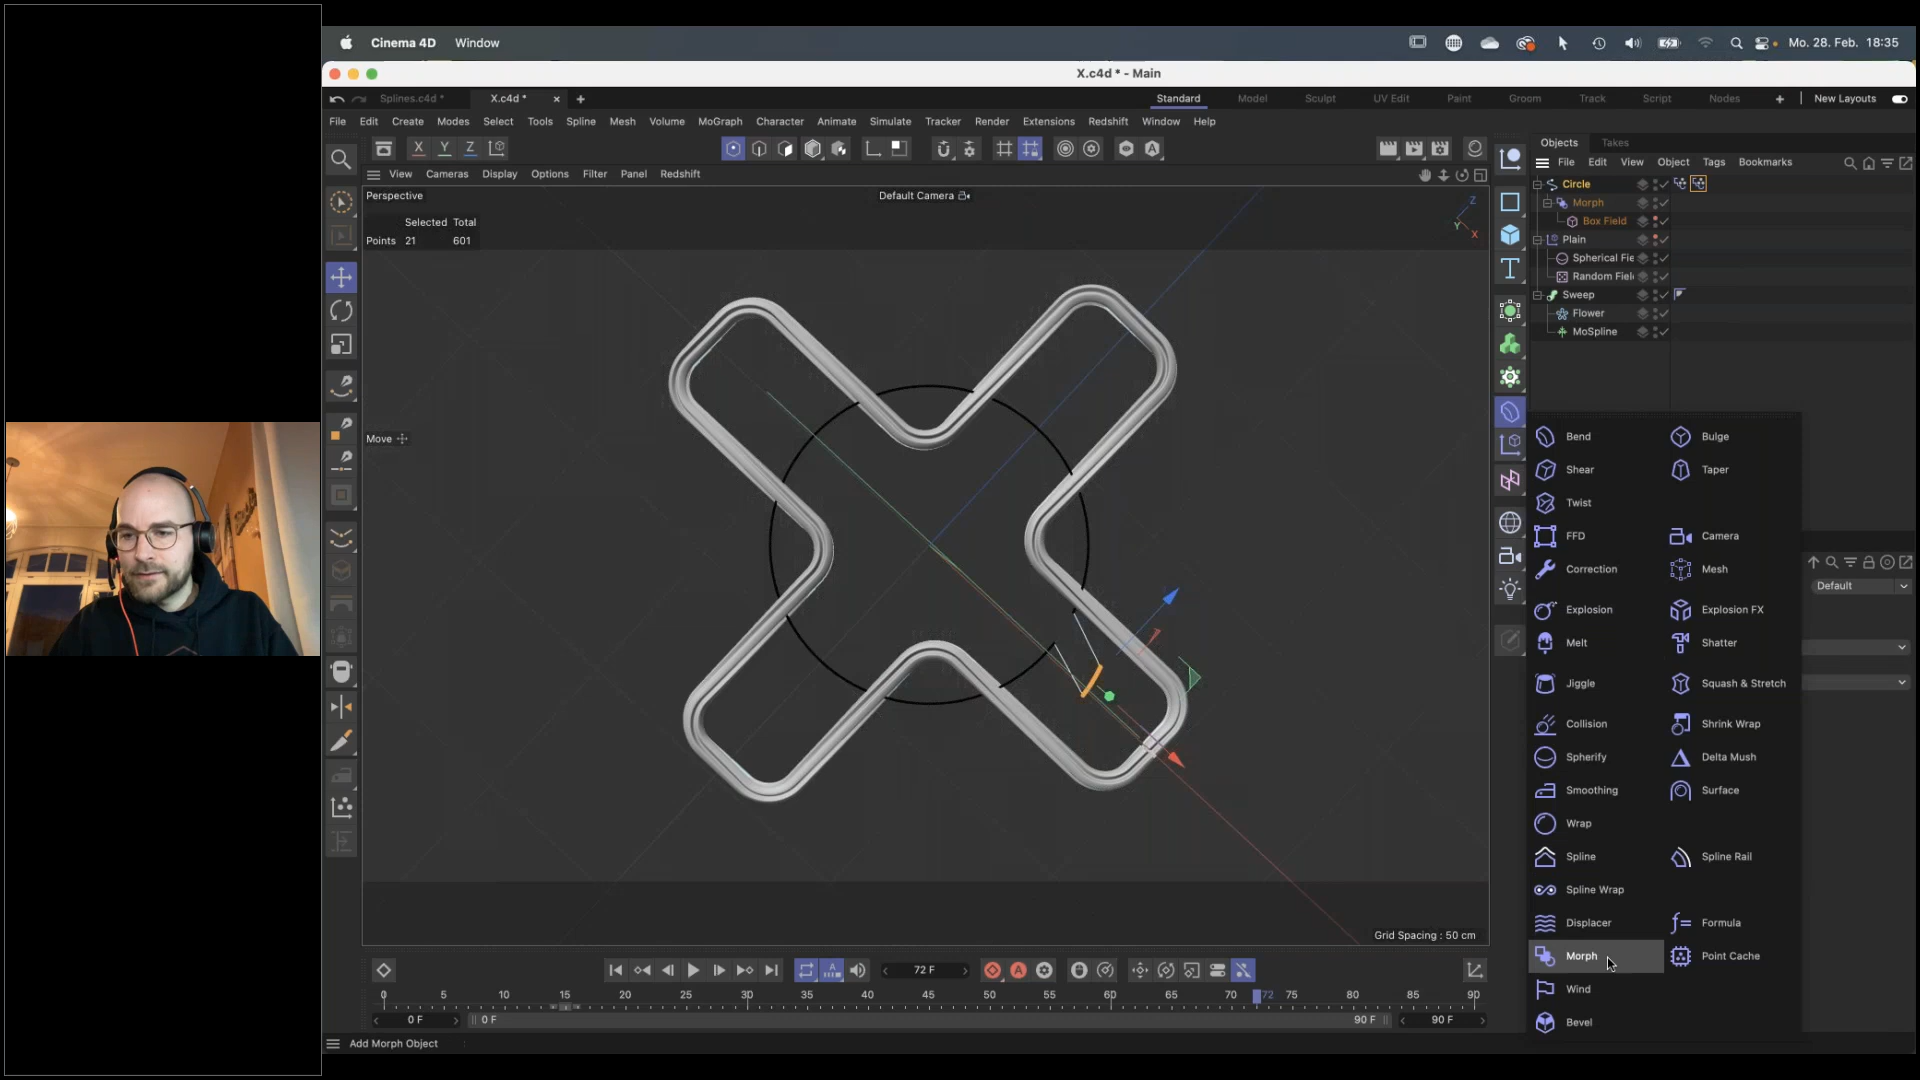 Cinema 4D Window
Mo. 28. Feb. 18:35
X.c4d * - Main
Splines.c4d * X.c4d * × +
Standard Model Sculpt UV Edit Paint Groom Track Script Nodes + New Layouts
File Edit Create Modes Select Tools Spline Mesh Volume MoGraph Character Animate Simulate Tracker Render Extensions Redshift Window Help
X Y Z
View Cameras Display Options Filter Panel Redshift
Perspective
Default Camera
Selected Total
Points 21 601
Z
Y
X
Move
Grid Spacing : 50 cm
Objects Takes
File Edit View Object Tags Bookmarks
Circle
Morph
Box Field
Plain
Spherical Fie
Random Fiel
Sweep
Flower
MoSpline
Default
Bend Bulge
Shear Taper
Twist
FFD Camera
Correction Mesh
Explosion Explosion FX
Melt Shatter
Jiggle Squash & Stretch
Collision Shrink Wrap
Spherify Delta Mush
Smoothing Surface
Wrap
Spline Spline Rail
Spline Wrap
Displacer Formula
Morph Point Cache
Wind
Bevel
72 F
0 5 10 15 20 25 30 35 40 45 50 55 60 65 70 72 75 80 85 90
0 F 0 F 90 F 90 F
Add Morph Object